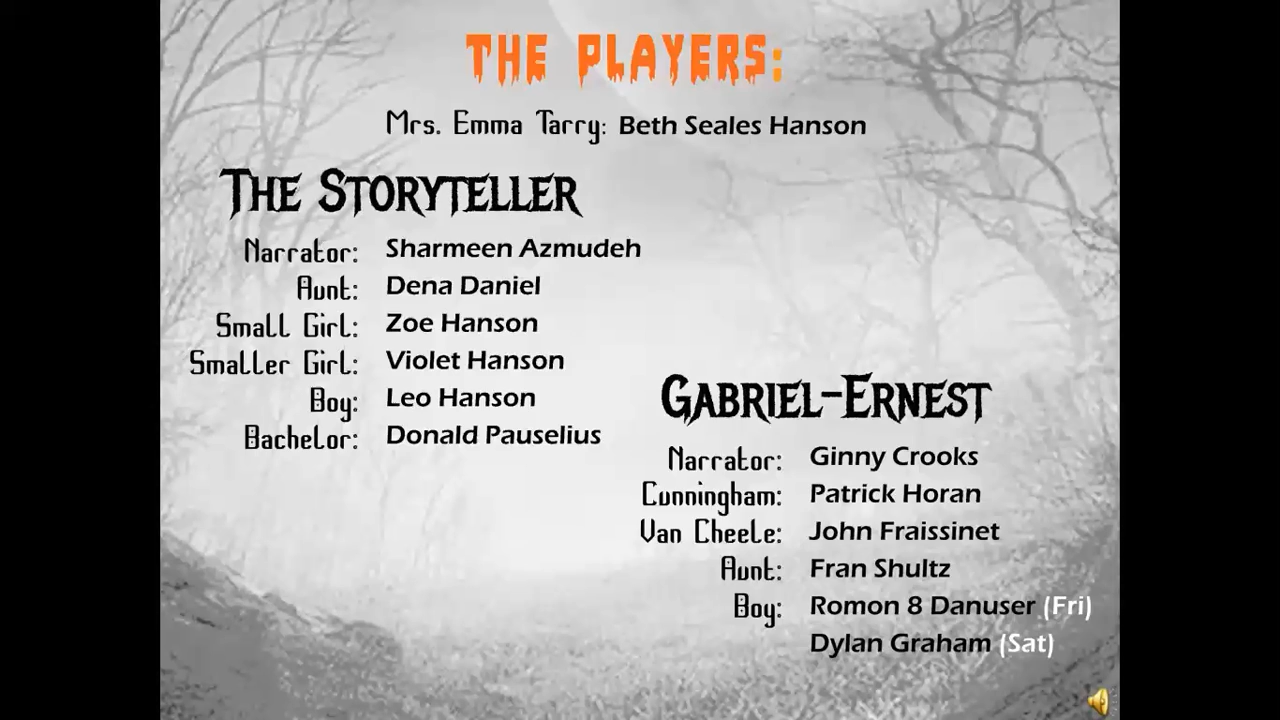 THE PLAYERS:
Mrs. Emma Tarry: Beth Seales Hanson
THE STORYTELLER
Narrator: Sharmeen Azmudeh
Aunt: Dena Daniel
Small Girl: Zoe Hanson
Smaller Girl: Violet Hanson
Boy: Leo Hanson
Bachelor: Donald Pauselius
GABRIEL-ERNEST
Narrator: Ginny Crooks
Cunningham: Patrick Horan
Van Cheele: John Fraissinet
Aunt: Fran Shultz
Boy: Romon 8 Danuser (Fri)
Dylan Graham (Sat)